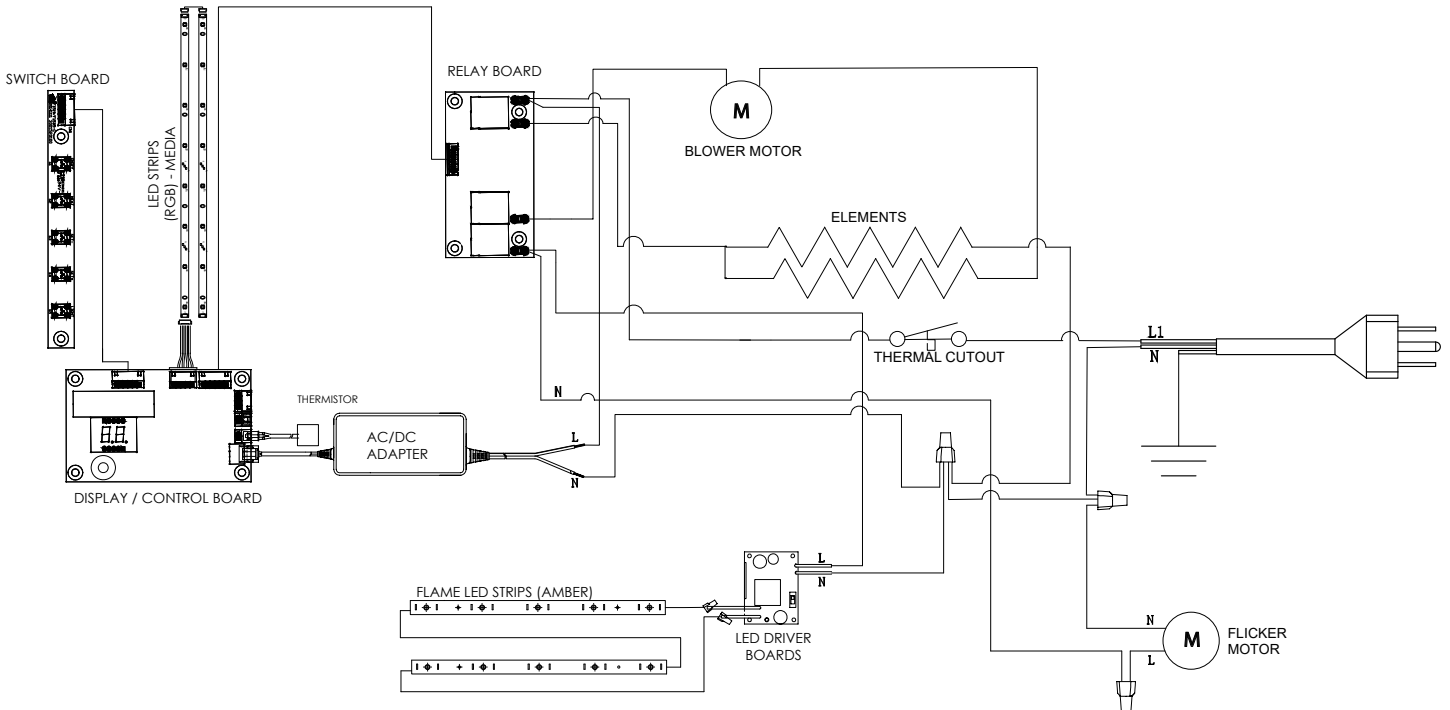 SWITCH BOARD
LED STRIPS
(RGB) - MEDIA
RELAY BOARD
M
BLOWER MOTOR
ELEMENTS
THERMAL CUTOUT
L1
N
N
THERMISTOR
AC/DC
ADAPTER
L
N
DISPLAY / CONTROL BOARD
FLAME LED STRIPS (AMBER)
L
N
LED DRIVER
BOARDS
N
L
M
FLICKER
MOTOR